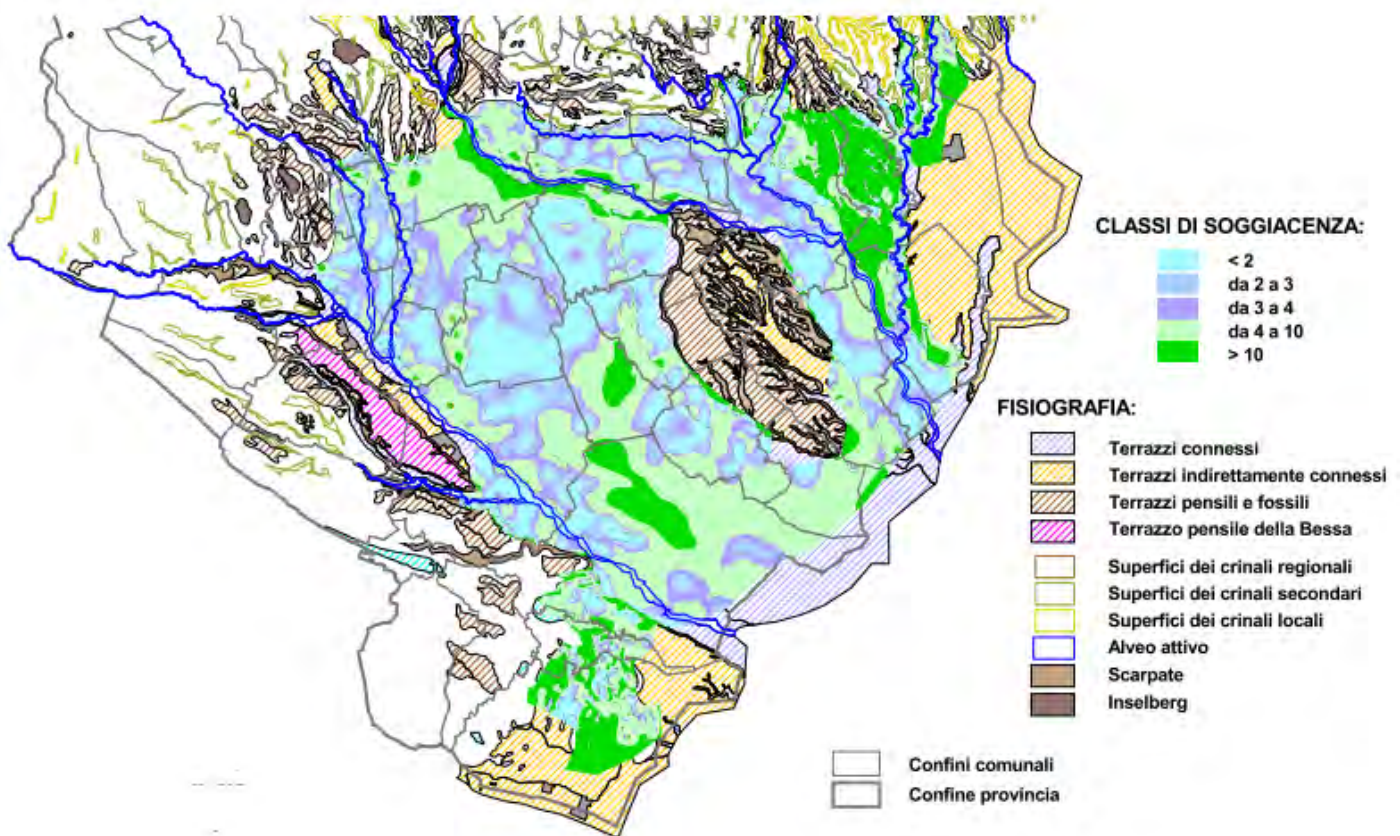 CLASSI DI SOGGIACENZA:
< 2
da 2 a 3
da 3 a 4
da 4 a 10
> 10
FISIOGRAFIA:
Terrazzi connessi
Terrazzi indirettamente connessi
Terrazzi pensili e fossili
Terrazzo pensile della Bessa
Superfici dei crinali regionali
Superfici dei crinali secondari
Superfici dei crinali locali
Alveo attivo
Scarpate
Inselberg
Confini comunali
Confine provincia